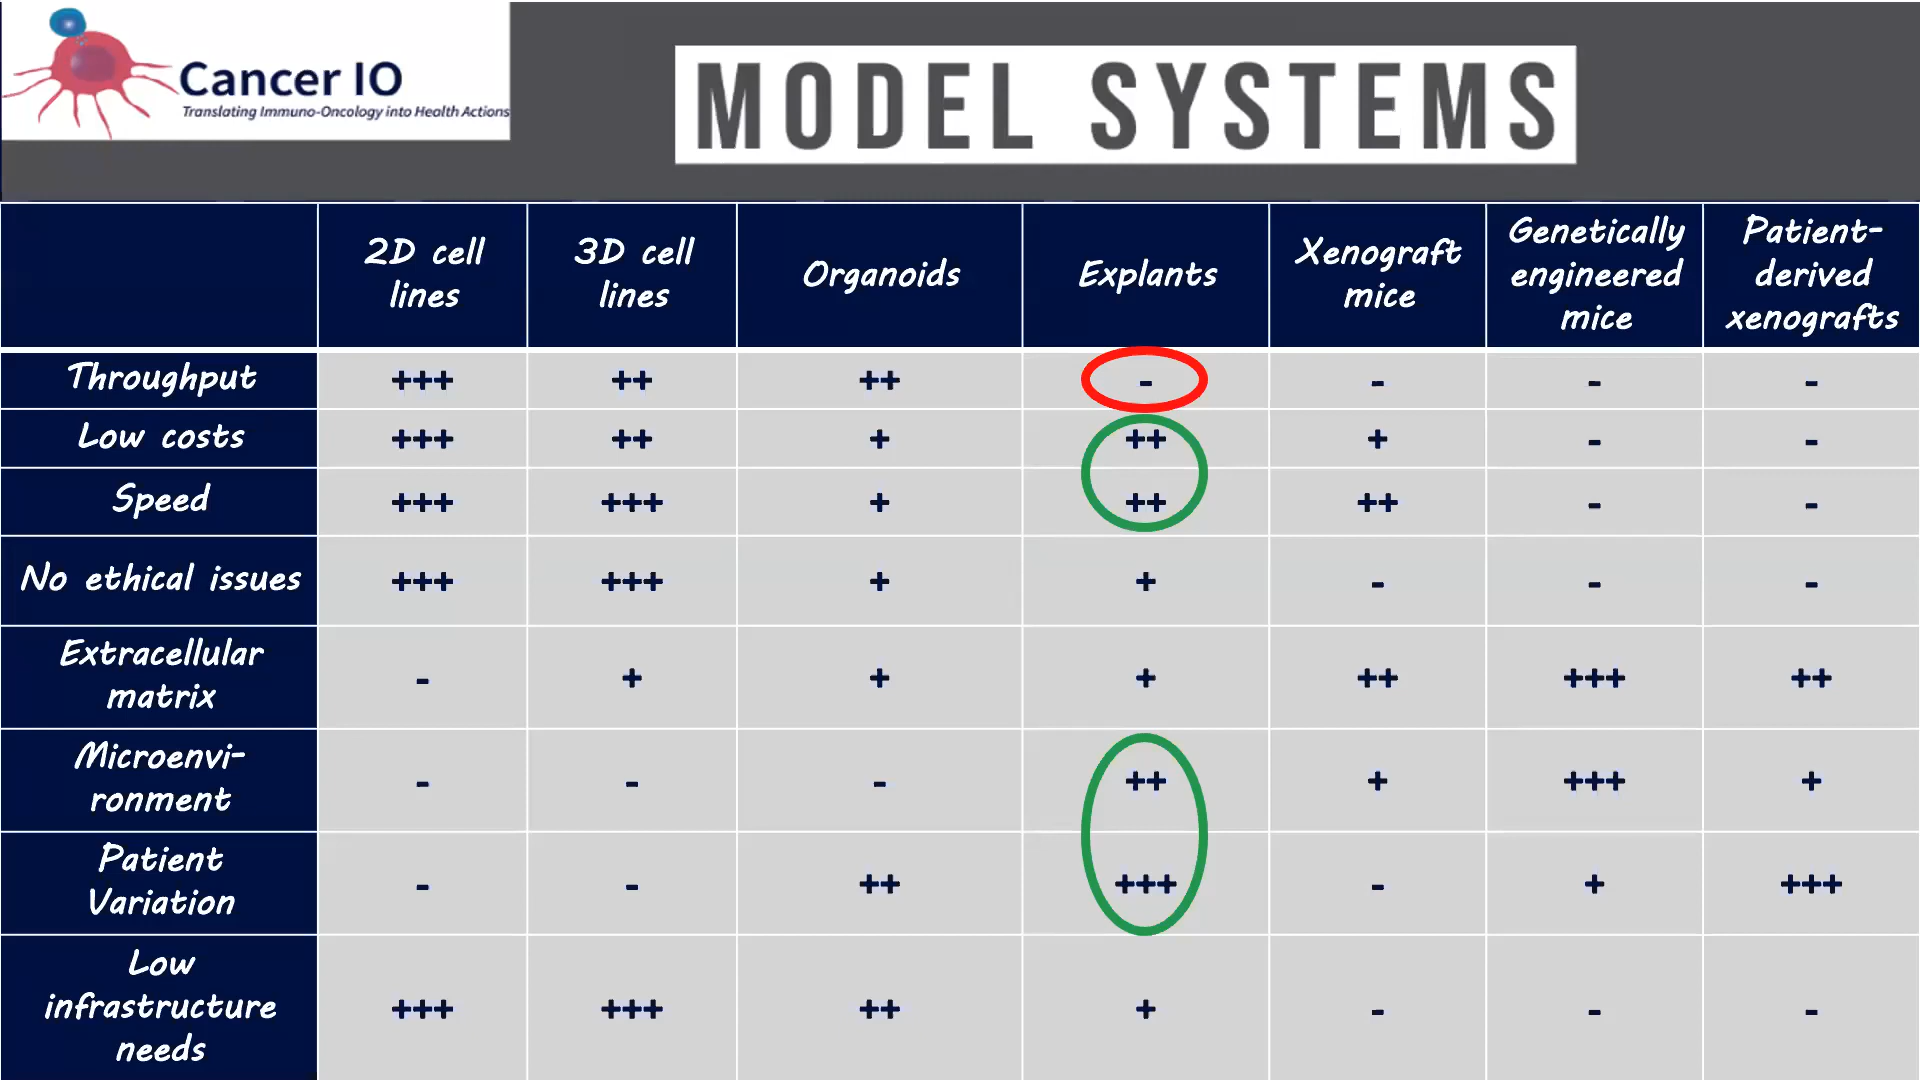 Cancer IO
Translating Immuno-Oncology into Health Actions
MODEL SYSTEMS
2D cell lines
3D cell lines
Organoids
Explants
Xenograft mice
Genetically engineered mice
Patient-derived xenografts
Throughput +++ ++ ++ - - - -
Low costs +++ ++ + ++ + - -
Speed +++ +++ + ++ ++ - -
No ethical issues +++ +++ + + - - -
Extracellular matrix - + + + ++ +++ ++
Microenvi-ronment - - - ++ + +++ +
Patient Variation - - ++ +++ - + +++
Low infrastructure needs +++ +++ ++ + - - -